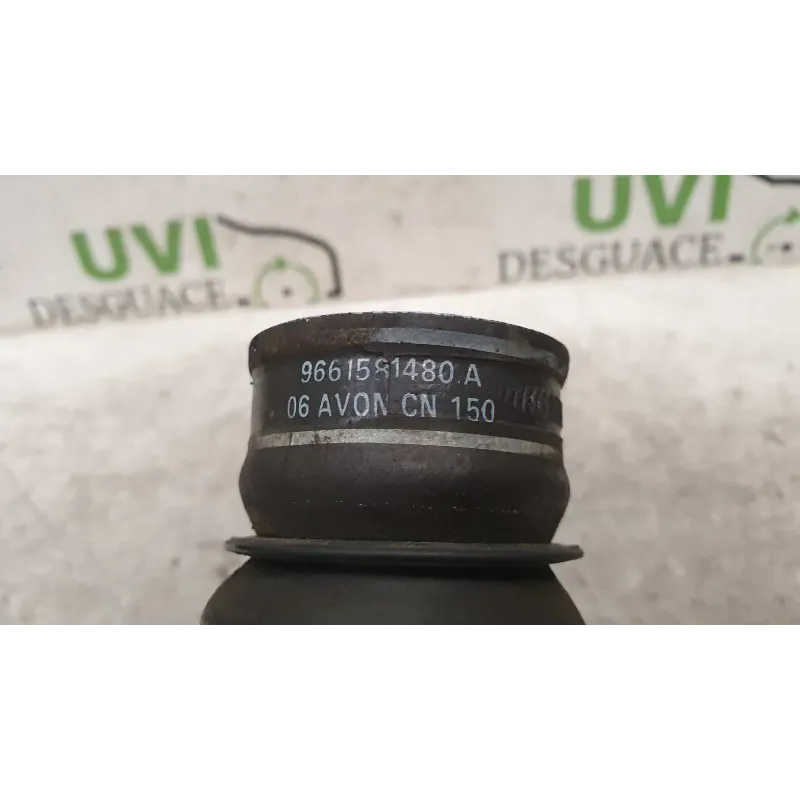 UVI
DESGUACE
UVI
DESGUACE
9661581480.A
06 AVON CN 150